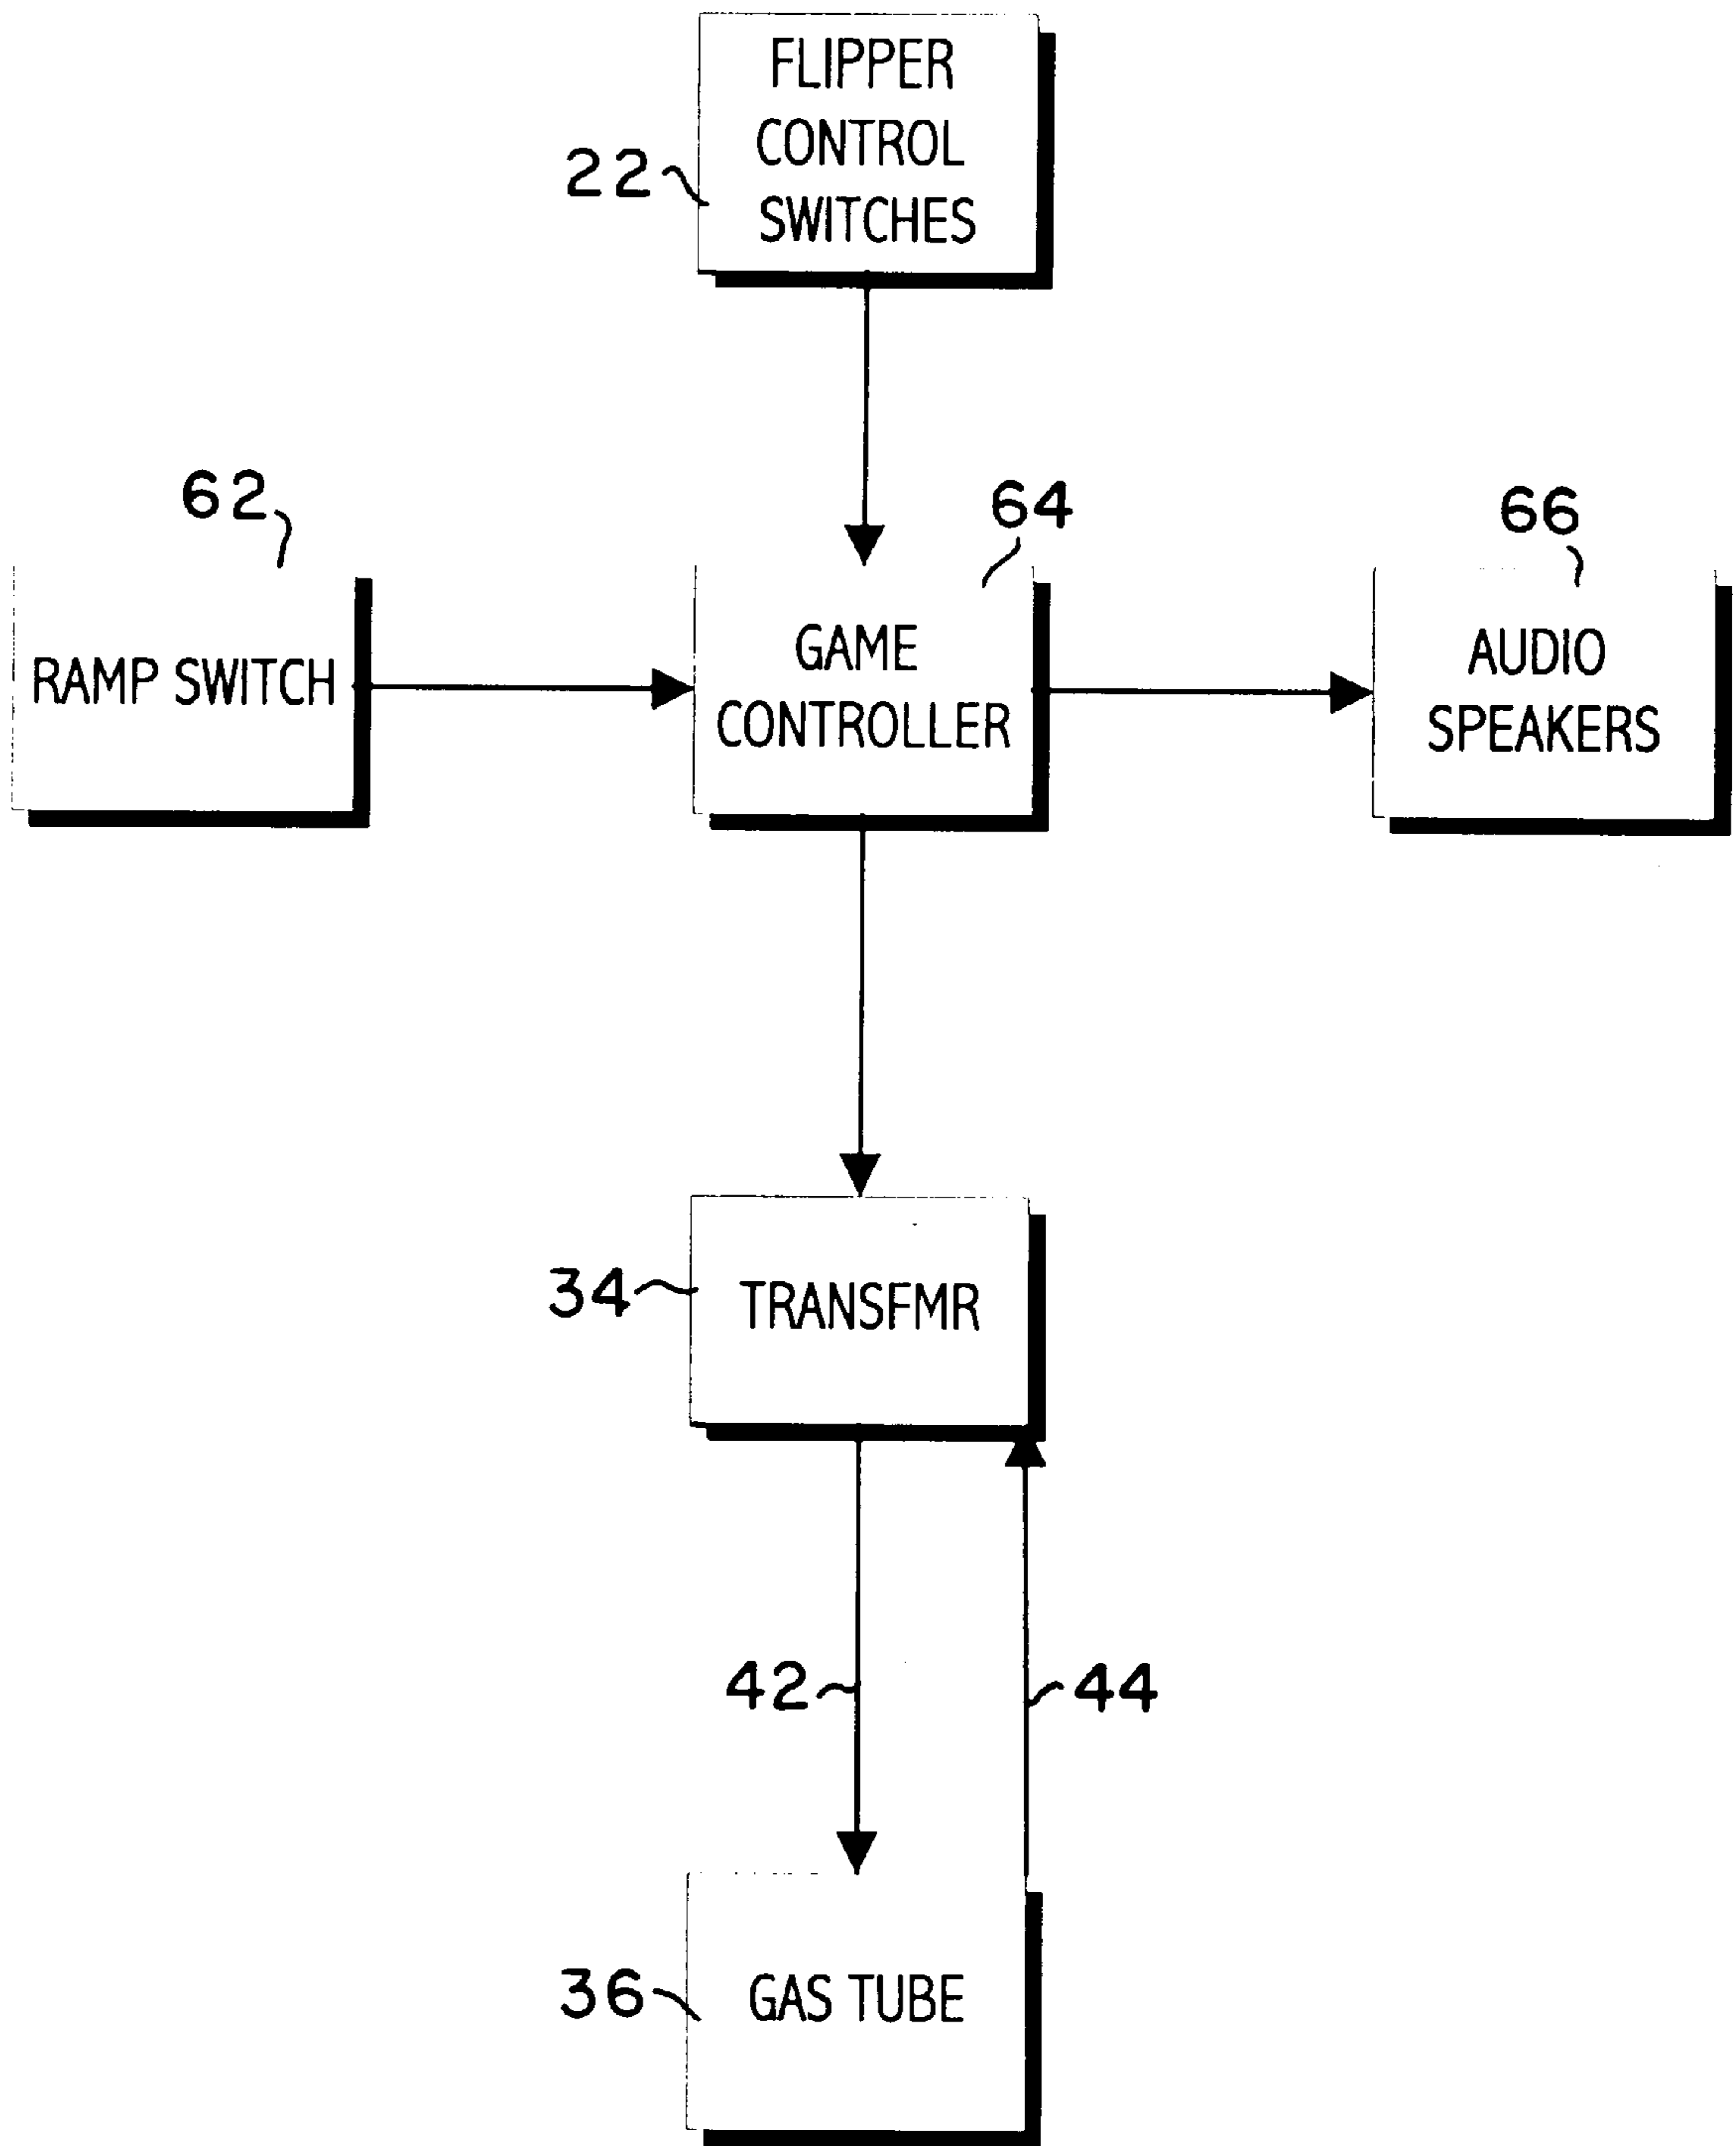 FLIPPER
CONTROL
SWITCHES
22
62
64
66
RAMP SWITCH
GAME
CONTROLLER
AUDIO
SPEAKERS
34
TRANSFMR
42
44
36
GAS TUBE